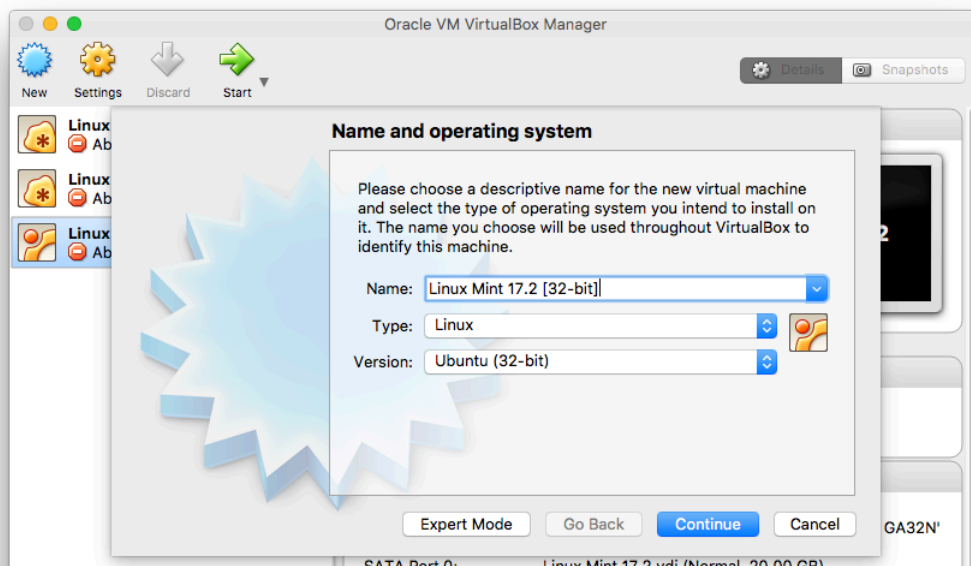 Oracle VM VirtualBox Manager
New
Settings
Discard
Start
Details
Snapshots
Linux
Ab
Linux
Ab
Linux
Ab
Name and operating system
Please choose a descriptive name for the new virtual machine
and select the type of operating system you intend to install on
it. The name you choose will be used throughout VirtualBox to
identify this machine.
Name: Linux Mint 17.2 [32-bit]
Type: Linux
Version: Ubuntu (32-bit)
2
Expert Mode
Go Back
Continue
Cancel
GA32N'
SATA Port 0: Linux Mint 17.2.vdi (Normal, 20.00 GB)